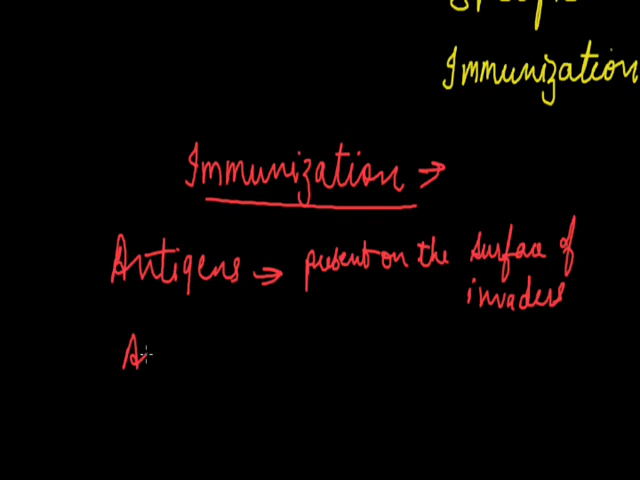 Immunization
Immunization →
Antigens → present on the surface of
invaders
A